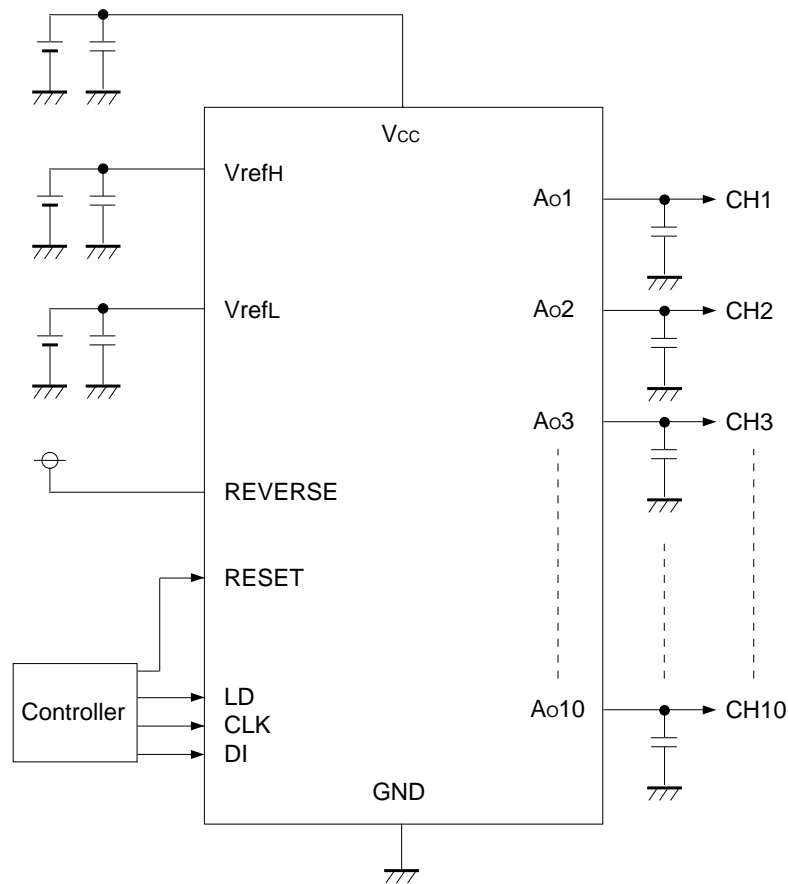 Vcc
VrefH
Ao1
CH1
VrefL
Ao2
CH2
Ao3
CH3
REVERSE
RESET
Controller
LD
CLK
DI
Ao10
CH10
GND